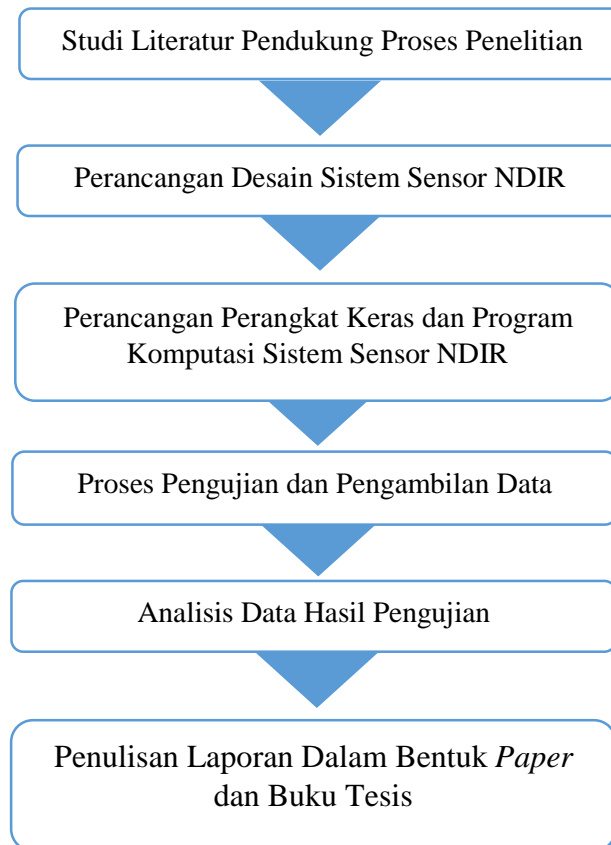 Studi Literatur Pendukung Proses Penelitian
Perancangan Desain Sistem Sensor NDIR
Perancangan Perangkat Keras dan Program
Komputasi Sistem Sensor NDIR
Proses Pengujian dan Pengambilan Data
Analisis Data Hasil Pengujian
Penulisan Laporan Dalam Bentuk Paper
dan Buku Tesis